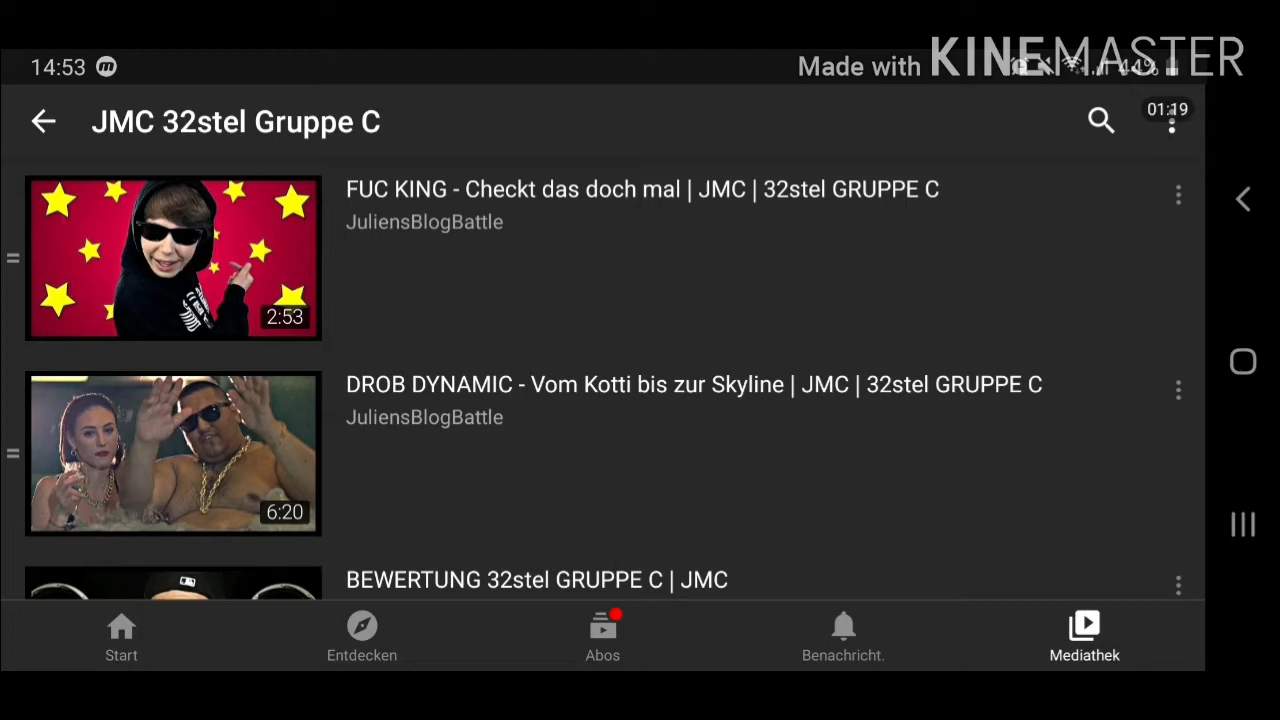 14:53
Made with KINEMASTER
44%
JMC 32stel Gruppe C
01:19
FUC KING - Checkt das doch mal | JMC | 32stel GRUPPE C
JuliensBlogBattle
2:53
DROB DYNAMIC - Vom Kotti bis zur Skyline | JMC | 32stel GRUPPE C
JuliensBlogBattle
6:20
BEWERTUNG 32stel GRUPPE C | JMC
Start
Entdecken
Abos
Benachricht.
Mediathek